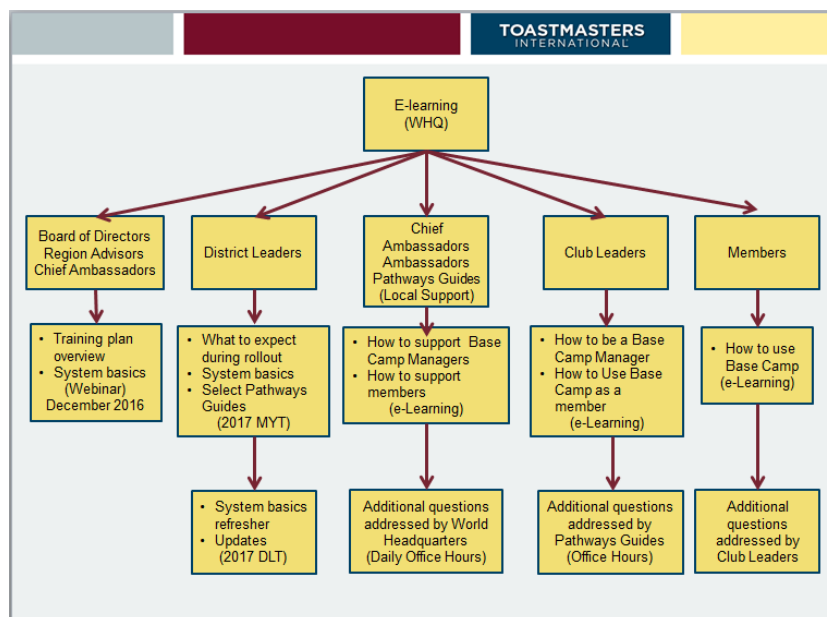 TOASTMASTERS
INTERNATIONAL
E-learning
(WHQ)
Board of Directors
Region Advisors
Chief Ambassadors
District Leaders
Chief
Ambassadors
Ambassadors
Pathways Guides
(Local Support)
Club Leaders
Members
• Training plan
overview
• System basics
(Webinar)
December 2016
• What to expect
during rollout
• System basics
• Select Pathways
Guides
(2017 MYT)
• How to support Base
Camp Managers
• How to support
members
(e-Learning)
• How to be a Base
Camp Manager
• How to Use Base
Camp as a
member
(e-Learning)
• How to use
Base Camp
(e-Learning)
• System basics
refresher
• Updates
(2017 DLT)
Additional questions
addressed by World
Headquarters
(Daily Office Hours)
Additional questions
addressed by
Pathways Guides
(Office Hours)
Additional
questions
addressed by
Club Leaders